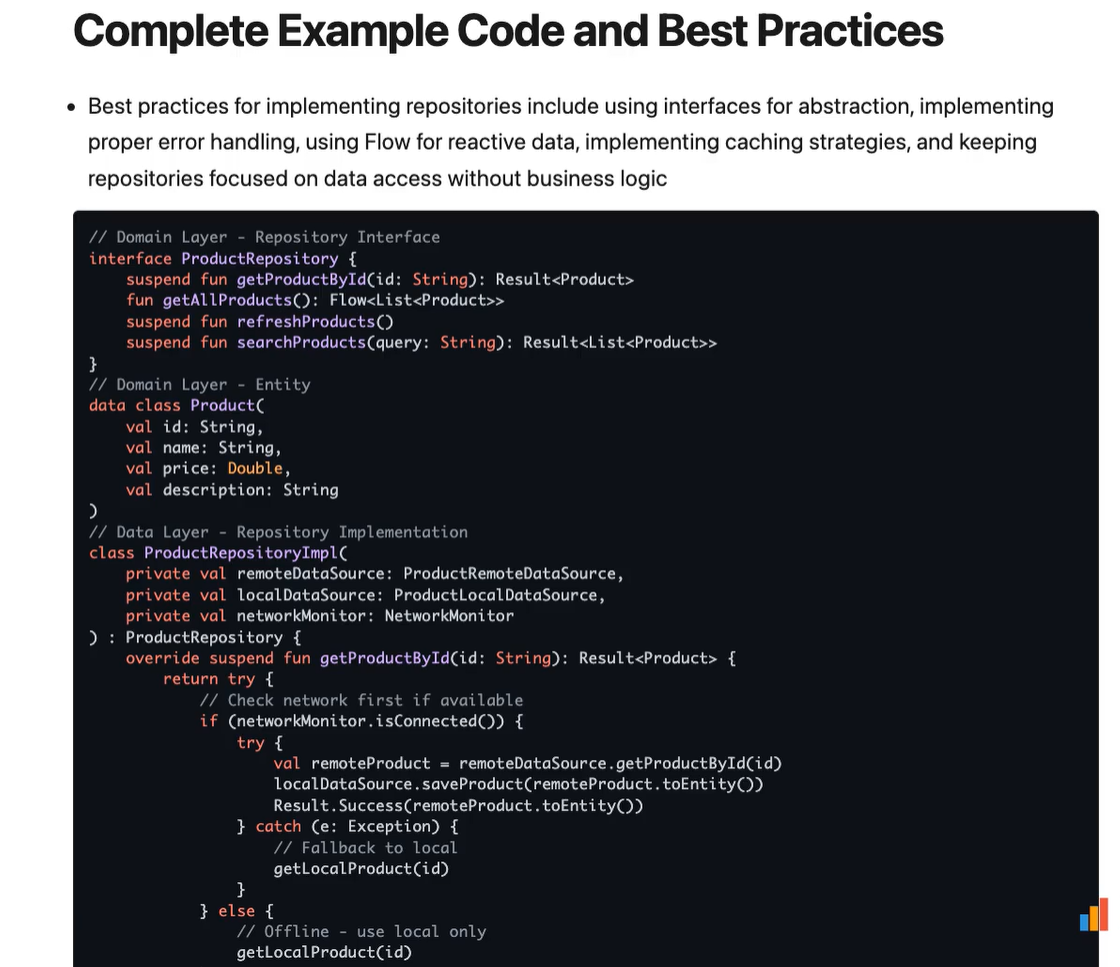 Complete Example Code and Best Practices
• Best practices for implementing repositories include using interfaces for abstraction, implementing
proper error handling, using Flow for reactive data, implementing caching strategies, and keeping
repositories focused on data access without business logic
// Domain Layer - Repository Interface
interface ProductRepository {
    suspend fun getProductById(id: String): Result<Product>
    fun getAllProducts(): Flow<List<Product>>
    suspend fun refreshProducts()
    suspend fun searchProducts(query: String): Result<List<Product>>
}
// Domain Layer - Entity
data class Product(
    val id: String,
    val name: String,
    val price: Double,
    val description: String
)
// Data Layer - Repository Implementation
class ProductRepositoryImpl(
    private val remoteDataSource: ProductRemoteDataSource,
    private val localDataSource: ProductLocalDataSource,
    private val networkMonitor: NetworkMonitor
) : ProductRepository {
    override suspend fun getProductById(id: String): Result<Product> {
        return try {
            // Check network first if available
            if (networkMonitor.isConnected()) {
                try {
                    val remoteProduct = remoteDataSource.getProductById(id)
                    localDataSource.saveProduct(remoteProduct.toEntity())
                    Result.Success(remoteProduct.toEntity())
                } catch (e: Exception) {
                    // Fallback to local
                    getLocalProduct(id)
                }
            } else {
                // Offline - use local only
                getLocalProduct(id)